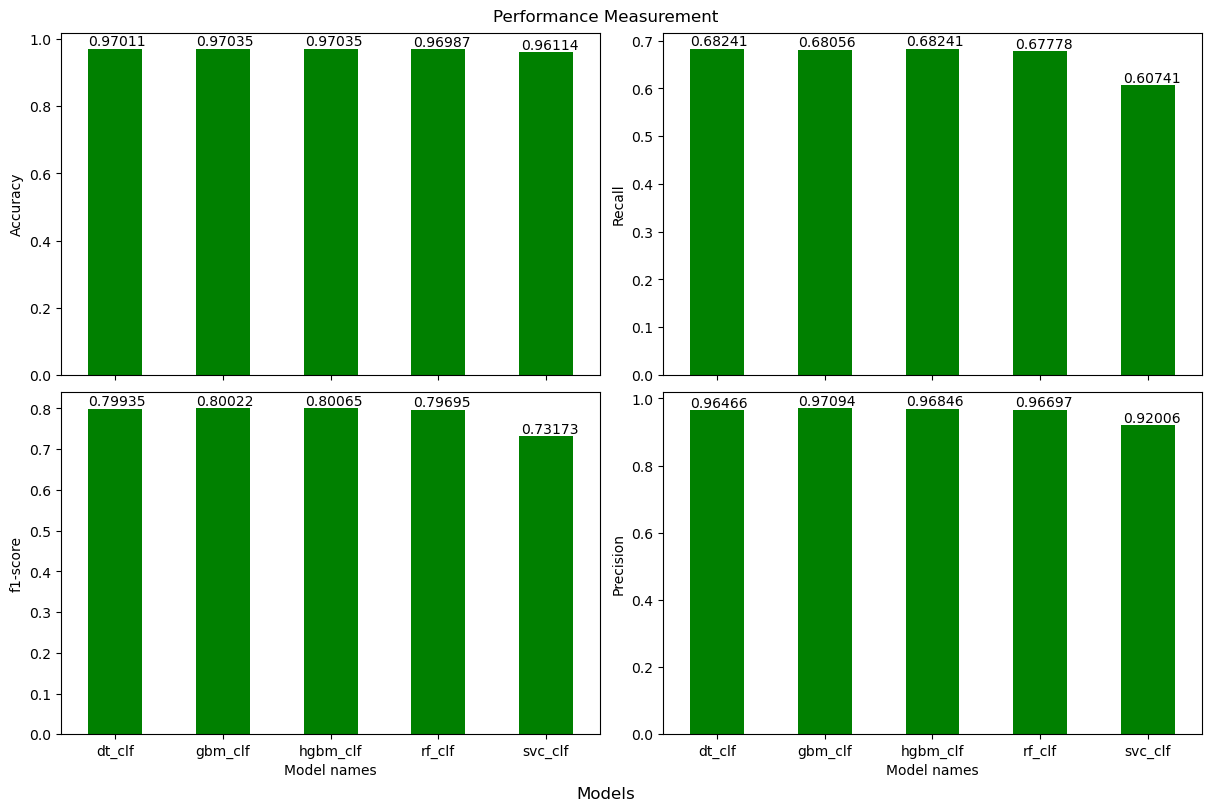 Performance Measurement
Accuracy
1.0
0.8
0.6
0.4
0.2
0.0
0.97011 0.97035 0.97035 0.96987 0.96114
Recall
0.7
0.6
0.5
0.4
0.3
0.2
0.1
0.0
0.68241 0.68056 0.68241 0.67778 0.60741
f1-score
0.8
0.7
0.6
0.5
0.4
0.3
0.2
0.1
0.0
0.79935 0.80022 0.80065 0.79695 0.73173
dt_clf gbm_clf hgbm_clf rf_clf svc_clf
Model names
Precision
1.0
0.8
0.6
0.4
0.2
0.0
0.96466 0.97094 0.96846 0.96697 0.92006
dt_clf gbm_clf hgbm_clf rf_clf svc_clf
Model names
Models